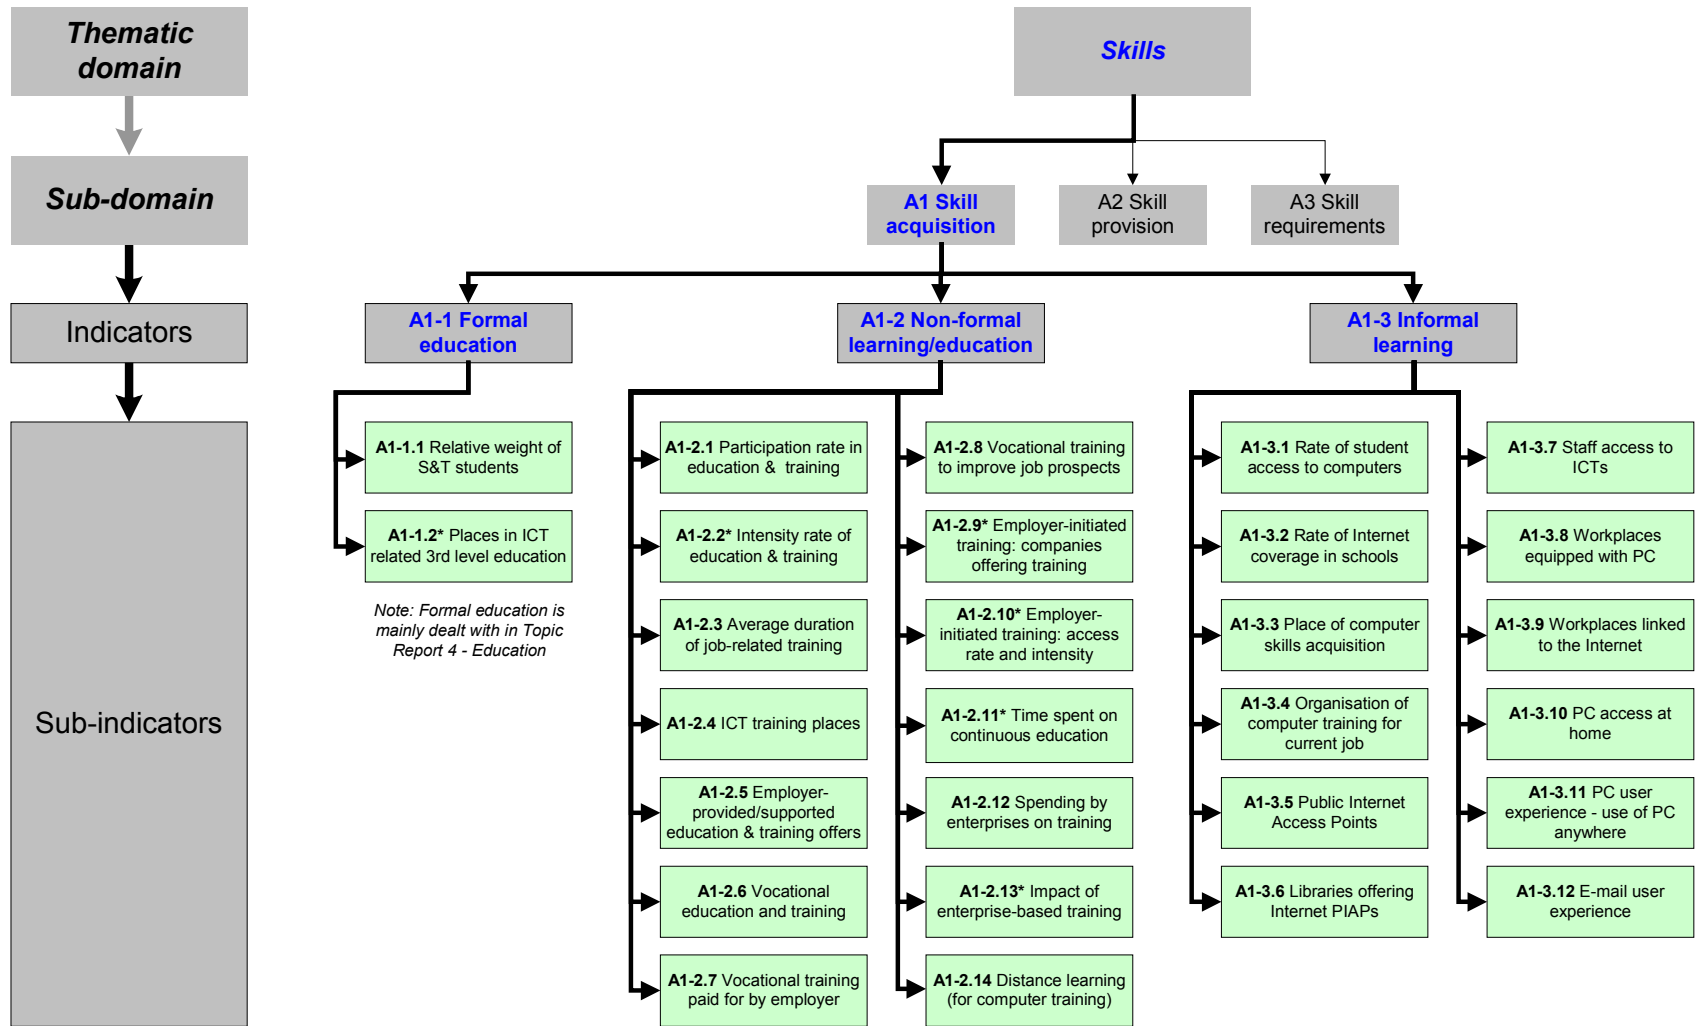 Thematic
domain
Sub-domain
Indicators
Sub-indicators
Skills
A1 Skill
acquisition
A2 Skill
provision
A3 Skill
requirements
A1-1 Formal
education
A1-2 Non-formal
learning/education
A1-3 Informal
learning
A1-1.1 Relative weight of
S&T students
A1-1.2* Places in ICT
related 3rd level education
Note: Formal education is
mainly dealt with in Topic
Report 4 - Education
A1-2.1 Participation rate in
education & training
A1-2.2* Intensity rate of
education & training
A1-2.3 Average duration
of job-related training
A1-2.4 ICT training places
A1-2.5 Employer-
provided/supported
education & training offers
A1-2.6 Vocational
education and training
A1-2.7 Vocational training
paid for by employer
A1-2.8 Vocational training
to improve job prospects
A1-2.9* Employer-initiated
training: companies
offering training
A1-2.10* Employer-
initiated training: access
rate and intensity
A1-2.11* Time spent on
continuous education
A1-2.12 Spending by
enterprises on training
A1-2.13* Impact of
enterprise-based training
A1-2.14 Distance learning
(for computer training)
A1-3.1 Rate of student
access to computers
A1-3.2 Rate of Internet
coverage in schools
A1-3.3 Place of computer
skills acquisition
A1-3.4 Organisation of
computer training for
current job
A1-3.5 Public Internet
Access Points
A1-3.6 Libraries offering
Internet PIAPs
A1-3.7 Staff access to
ICTs
A1-3.8 Workplaces
equipped with PC
A1-3.9 Workplaces linked
to the Internet
A1-3.10 PC access at
home
A1-3.11 PC user
experience - use of PC
anywhere
A1-3.12 E-mail user
experience